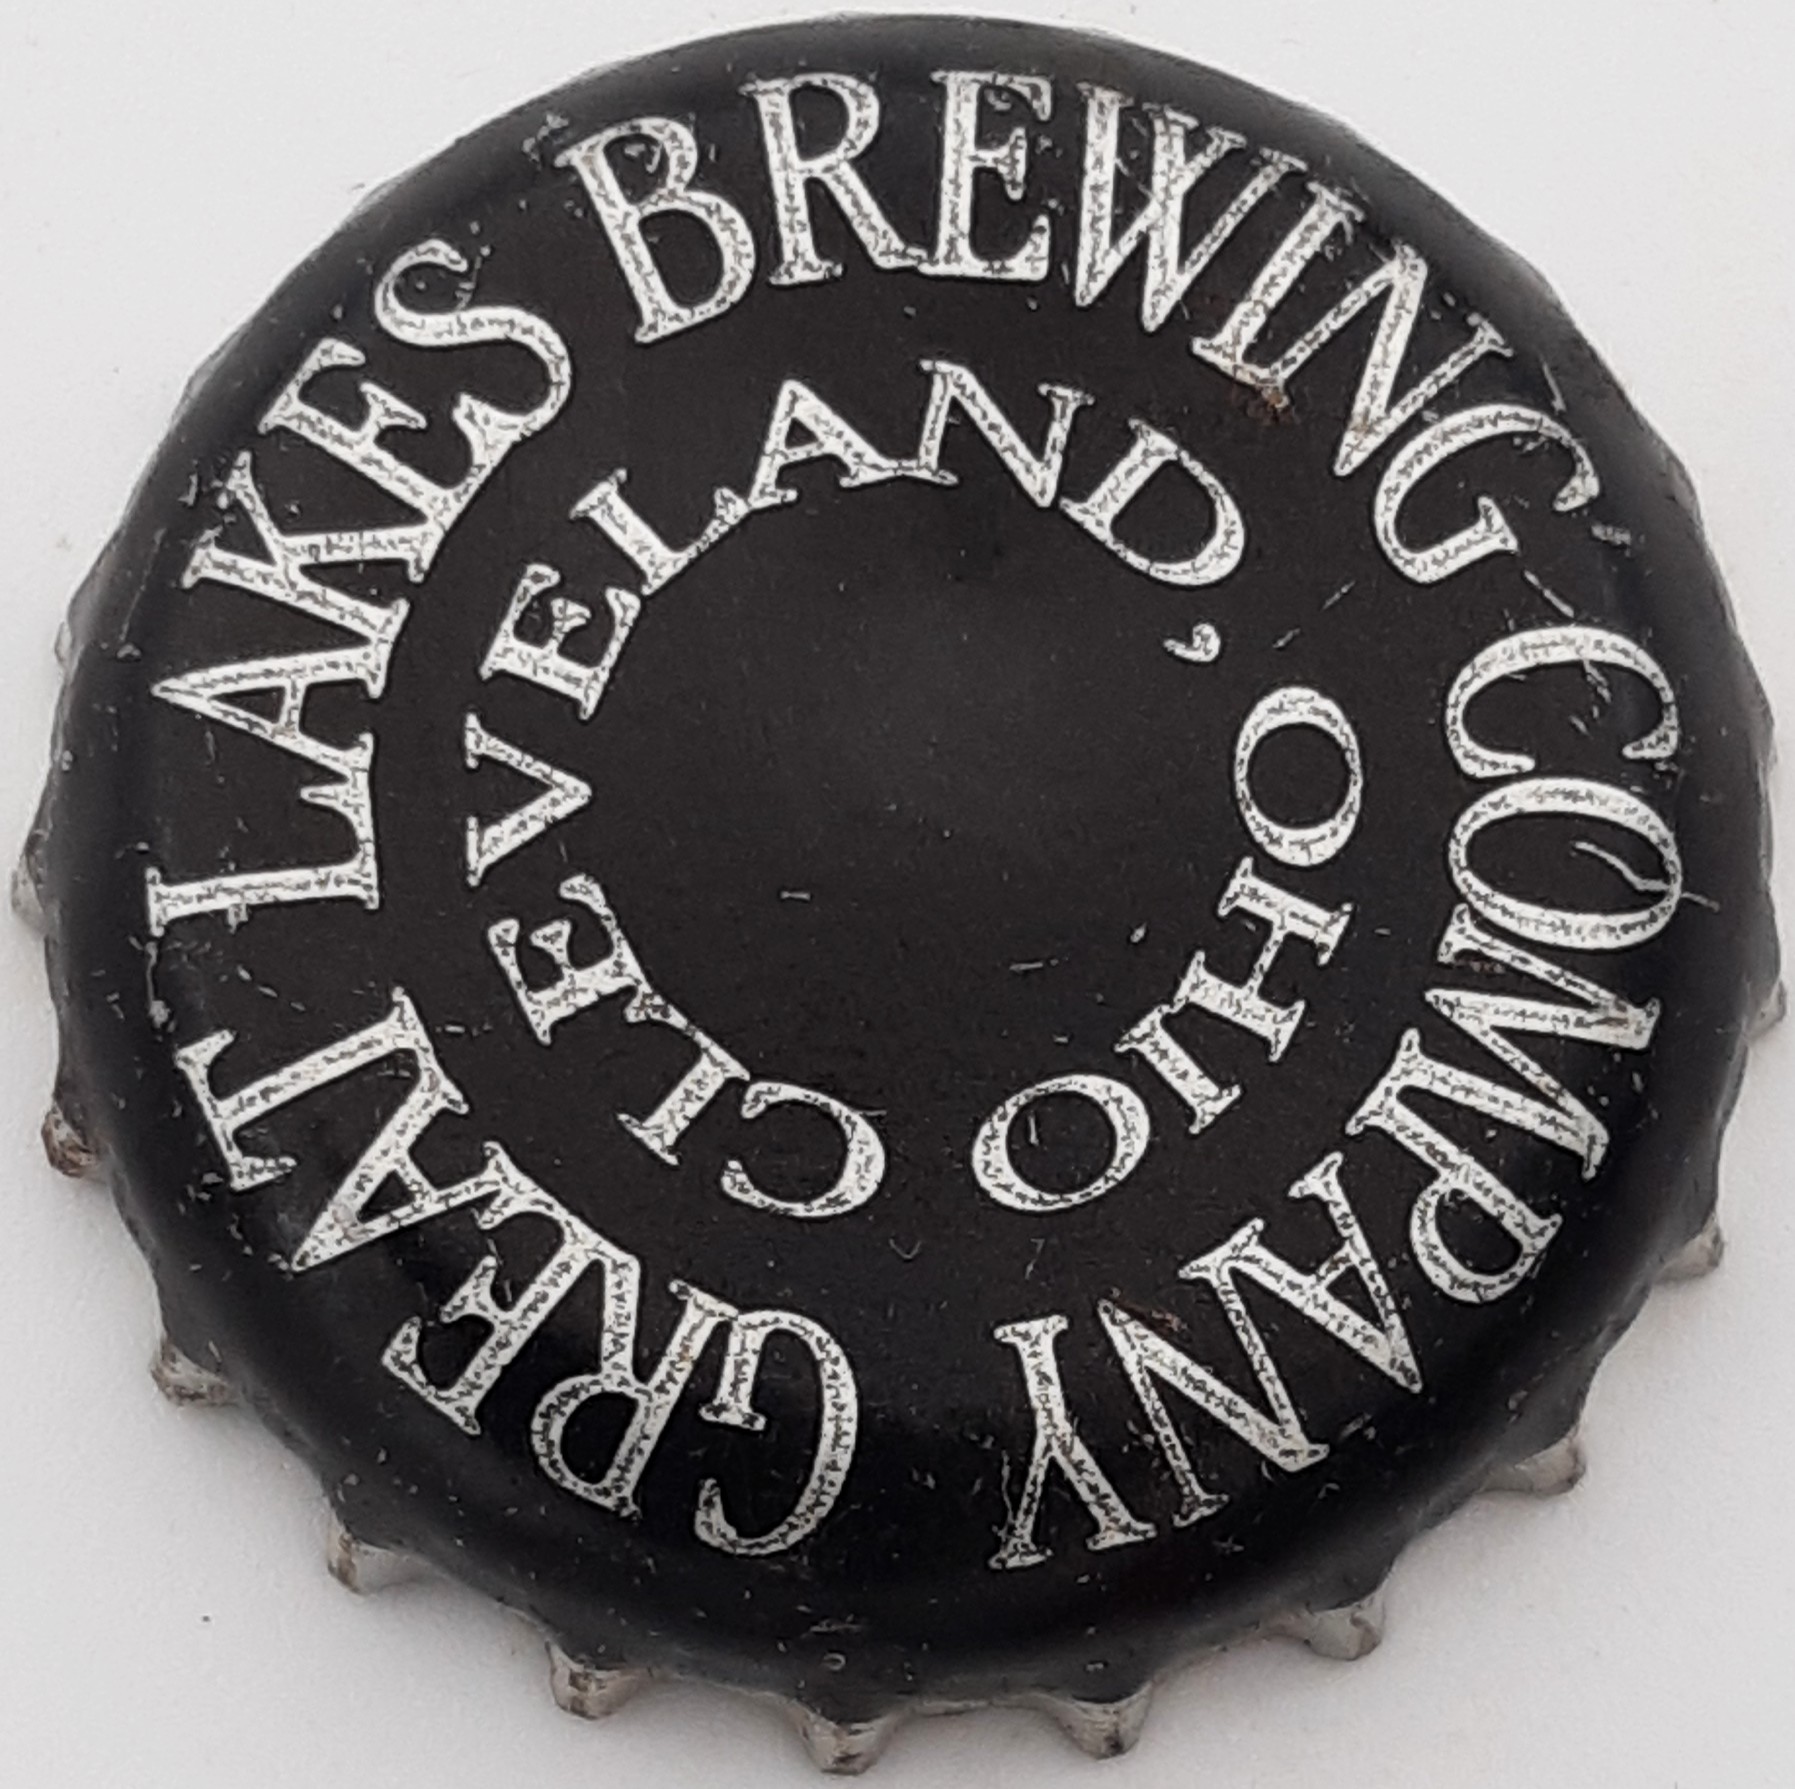 GREAT LAKES BREWING COMPANY
CLEVELAND, OHIO